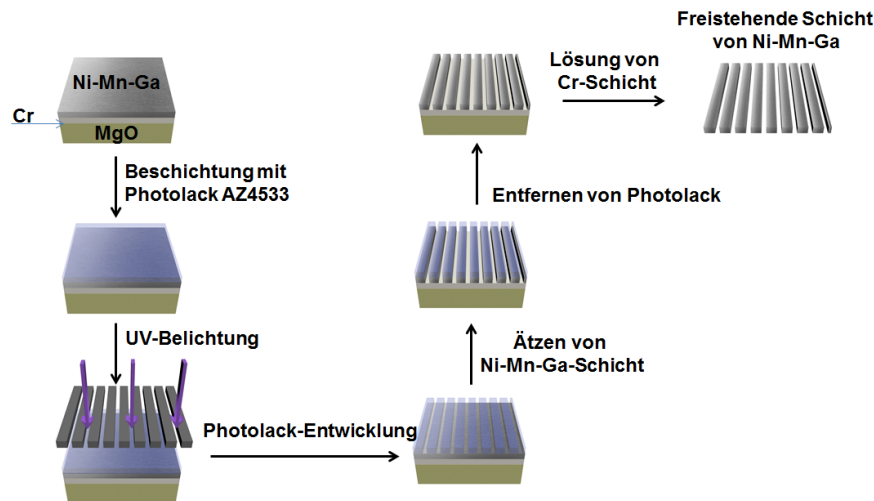 Ni-Mn-Ga
Cr
MgO
Beschichtung mit
Photolack AZ4533
UV-Belichtung
Photolack-Entwicklung
Ätzen von
Ni-Mn-Ga-Schicht
Entfernen von Photolack
Lösung von
Cr-Schicht
Freistehende Schicht
von Ni-Mn-Ga